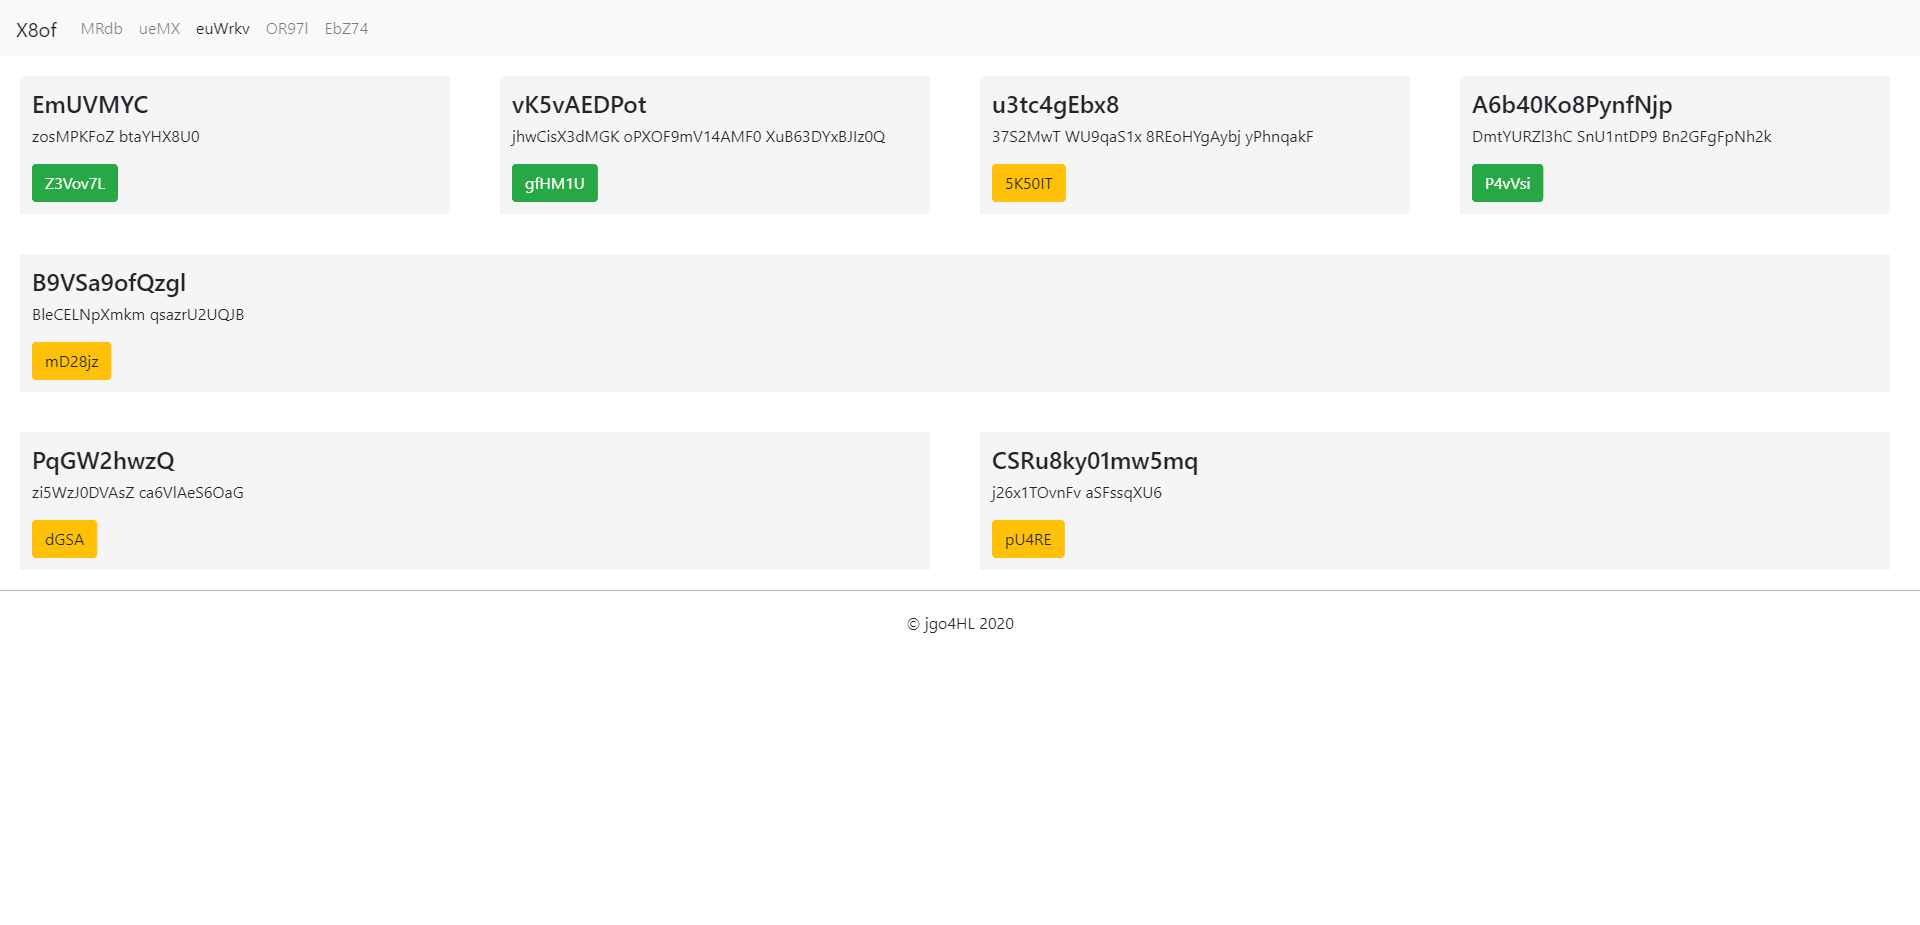 X8of MRdb ueMX euWrkv OR97l EbZ74
EmUVMYC
zosMPKFoZ btaYHX8U0
Z3Vov7L
vK5vAEDPot
jhwCisX3dMGK oPXOF9mV14AMF0 XuB63DYxBJIz0Q
gfHM1U
u3tc4gEbx8
37S2MwT WU9qaS1x 8REoHYgAybj yPhnqakF
5K50IT
A6b40Ko8PynfNjp
DmtYURZl3hC SnU1ntDP9 Bn2GFgFpNh2k
P4vVsi
B9VSa9ofQzgl
BleCELNpXmkm qsazrU2UQJB
mD28jz
PqGW2hwzQ
zi5WzJ0DVAsZ ca6VlAeS6OaG
dGSA
CSRu8ky01mw5mq
j26x1TOvnFv aSFssqXU6
pU4RE
© jgo4HL 2020